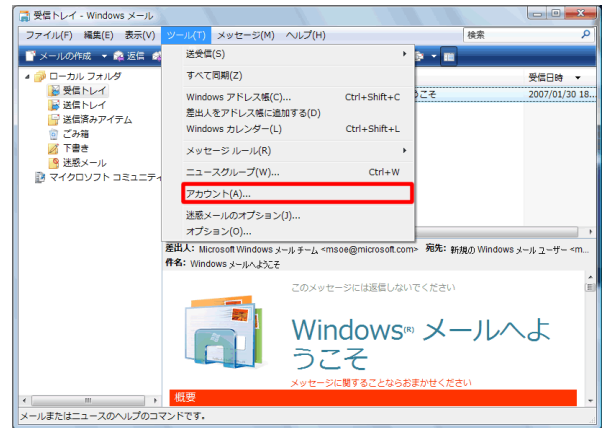 受信トレイ - Windows メール
ファイル(F) 編集(E) 表示(V) ツール(T) メッセージ(M) ヘルプ(H)
検索
メールの作成 返信
送受信(S)
すべて同期(Z)
Windows アドレス帳(C)... Ctrl+Shift+C
差出人をアドレス帳に追加する(D)
Windows カレンダー(L) Ctrl+Shift+L
メッセージ ルール(R)
ニュースグループ(W)... Ctrl+W
アカウント(A)...
迷惑メールのオプション(J)...
オプション(O)...
ローカル フォルダ
受信トレイ
送信トレイ
送信済みアイテム
ごみ箱
下書き
迷惑メール
マイクロソフト コミュニティ
受信日時
こそ 2007/01/30 18...
差出人: Microsoft Windows メール チーム <msoe@microsoft.com> 宛先: 新規の Windows メール ユーザー <m...
件名: Windows メールへようこそ
このメッセージには返信しないでください
Windows(R) メールへよ
うこそ
メッセージに関することならおまかせください
概要
メールまたはニュースのヘルプのコマンドです。